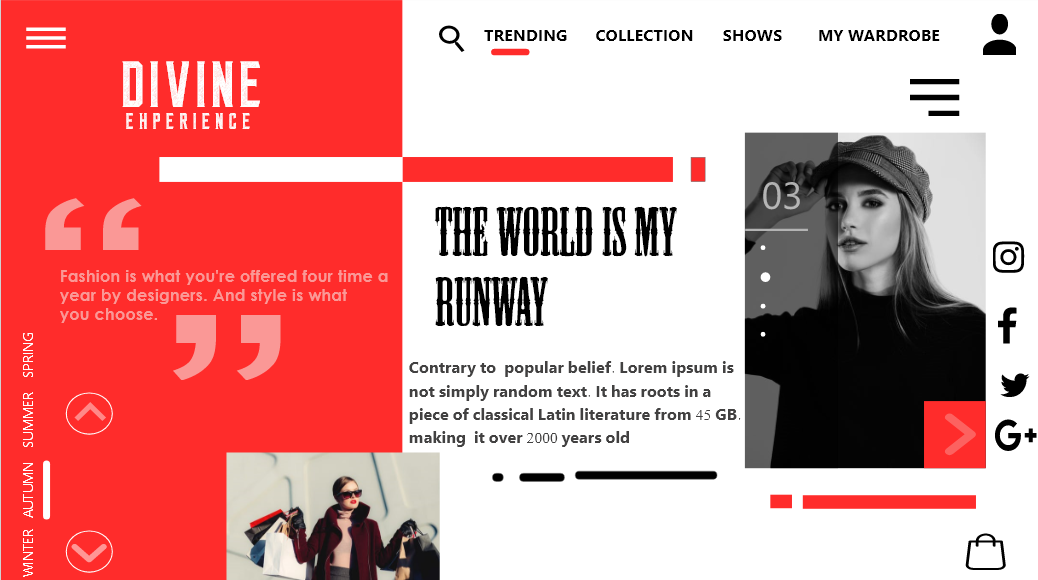 TRENDING COLLECTION SHOWS MY WARDROBE
DIVINE
EHPERIENCE
THE WORLD IS MY
RUNWAY
03
“
Fashion is what you're offered four time a
year by designers. And style is what
you choose.
”
Contrary to popular belief. Lorem ipsum is
not simply random text. It has roots in a
piece of classical Latin literature from 45 GB.
making it over 2000 years old
SPRING
SUMMER
AUTUMN
WINTER
G+